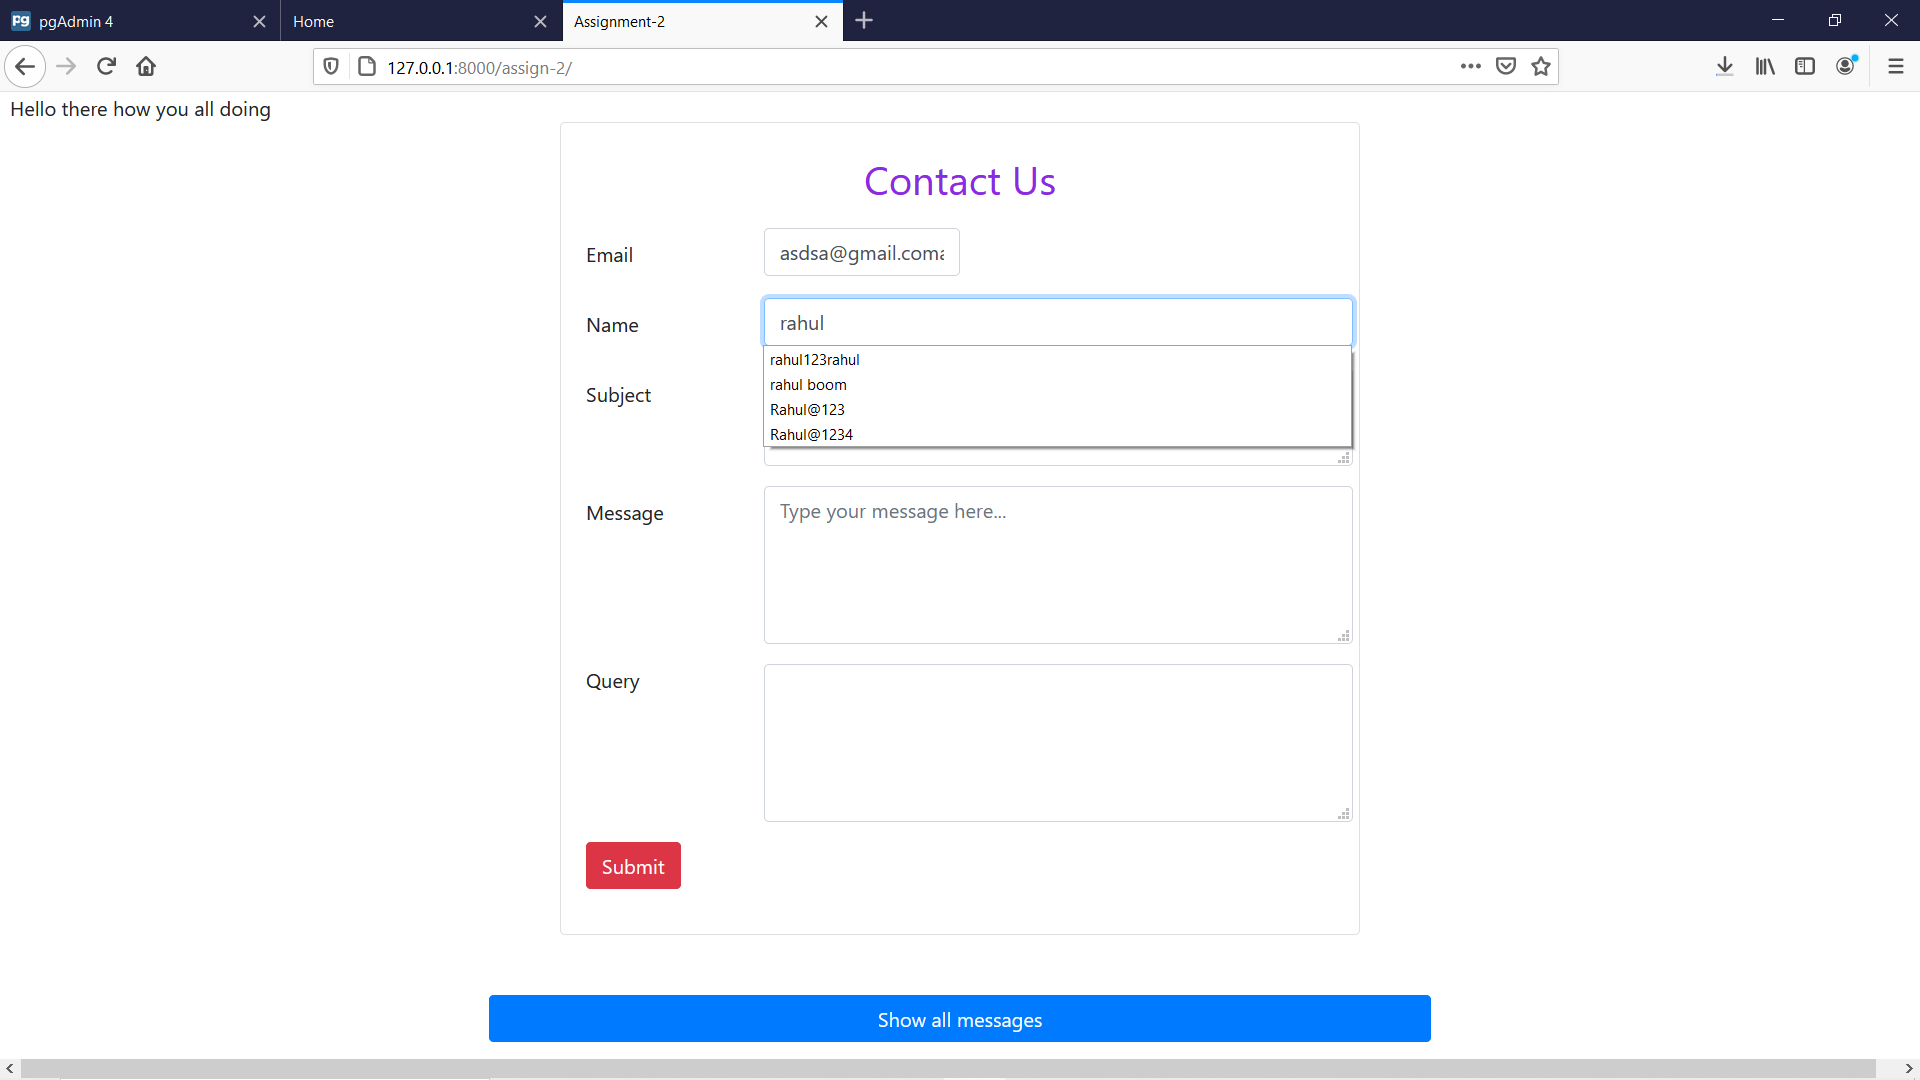 pg pgAdmin 4
Home
Assignment-2
127.0.0.1:8000/assign-2/
Hello there how you all doing
Contact Us
Email
asdsa@gmail.coma
Name
rahul
rahul123rahul
rahul boom
Rahul@123
Rahul@1234
Subject
Message
Type your message here...
Query
Submit
Show all messages